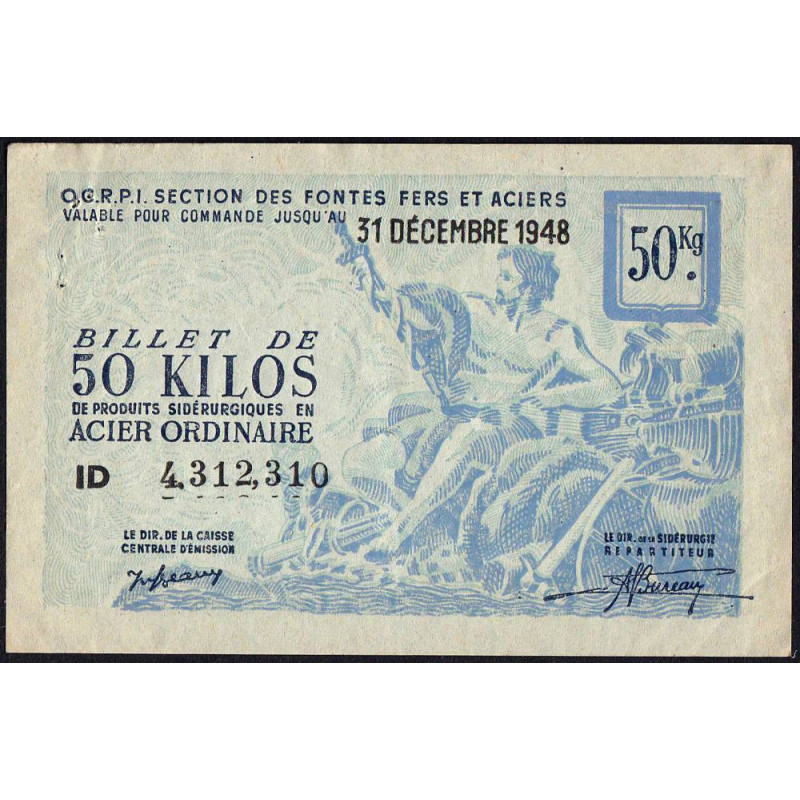 O.C.R.P.I. SECTION DES FONTES FERS ET ACIERS
VALABLE POUR COMMANDE JUSQU'AU 31 DÉCEMBRE 1948
50 Kg.
BILLET DE
50 KILOS
DE PRODUITS SIDÉRURGIQUES EN
ACIER ORDINAIRE
ID 4,312,310
LE DIR. DE LA CAISSE
CENTRALE D'ÉMISSION
LE DIR. DE LA SIDÉRURGIE
RÉPARTITEUR